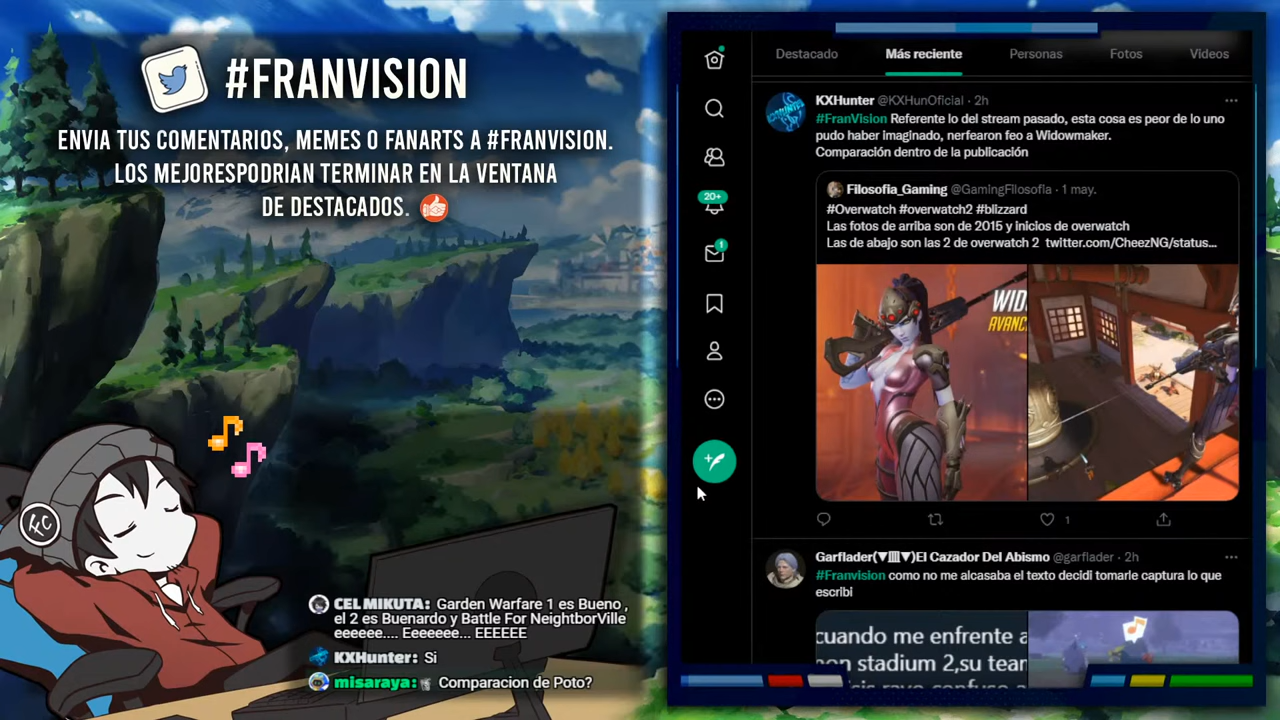 #FRANVISION
ENVIA TUS COMENTARIOS, MEMES O FANARTS A #FRANVISION.
LOS MEJORESPODRIAN TERMINAR EN LA VENTANA
DE DESTACADOS.
CEL MIKUTA: Garden Warfare 1 es Bueno ,
el 2 es Buenardo y Battle For NeighborVille
eeeeee.... Eeeeeee... EEEEEE
KXHunter: Si
misaraya: Comparacion de Poto?
Destacado Más reciente Personas Fotos Videos
KXHunter @KXHunOficial · 2h
#FranVision Referente lo del stream pasado, esta cosa es peor de lo uno
pudo haber imaginado, nerfearon feo a Widowmaker.
Comparación dentro de la publicación
20+
1
Filosofia_Gaming @GamingFIlosofia · 1 may.
#Overwatch #overwatch2 #blizzard
Las fotos de arriba son de 2015 y inicios de overwatch
Las de abajo son las 2 de overwatch 2 twitter.com/CheezNG/status...
WID
AVANC
1
Garflader(▼皿▼)El Cazador Del Abismo @garflader · 2h
#Franvision como no me alcasaba el texto decidi tomarle captura lo que
escribi
cuando me enfrente a
on stadium 2,su team